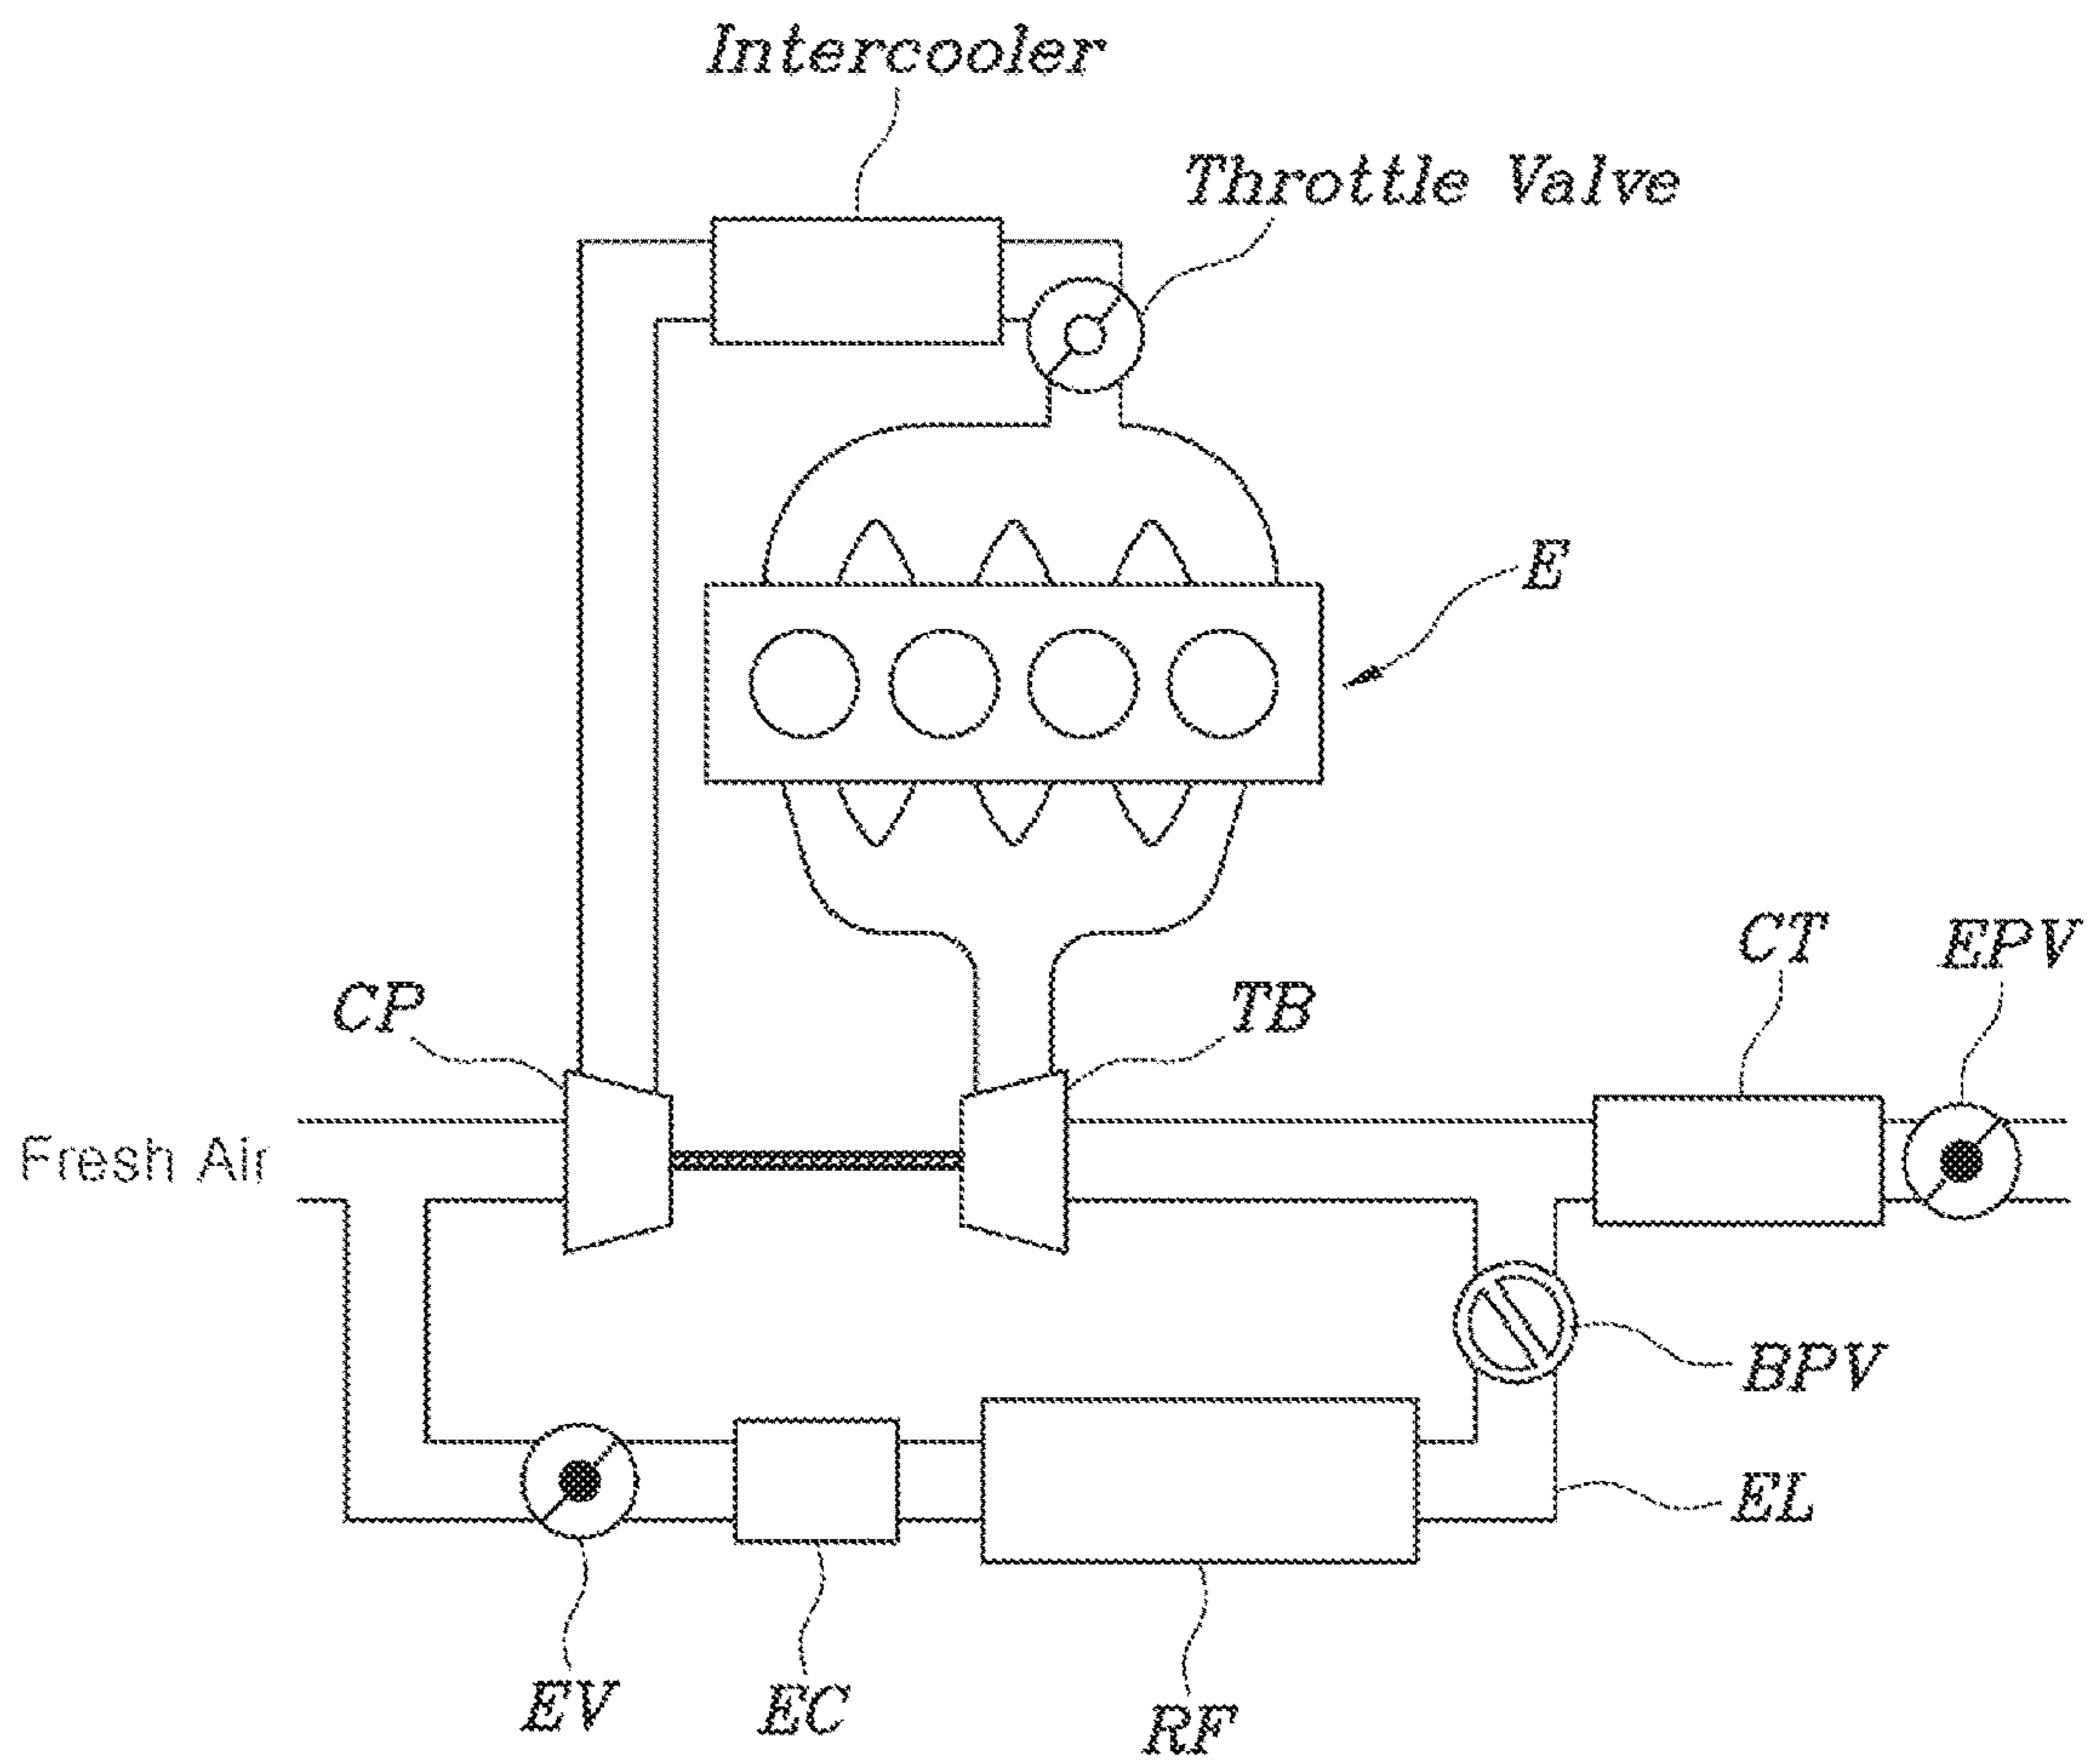 Intercooler
Throttle Valve
E
CT
EPV
CP
TB
Fresh Air
BPV
EL
EV
EC
RF